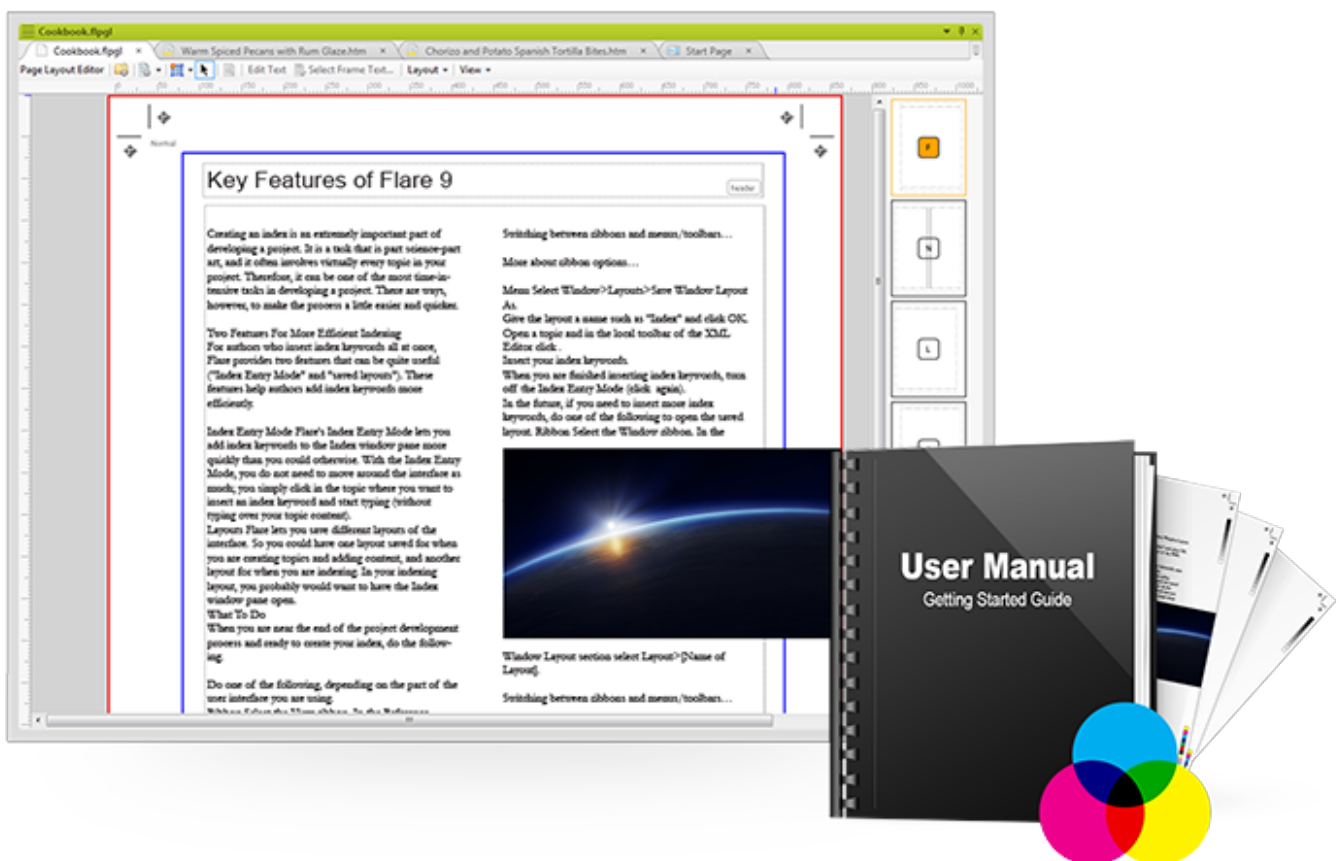 Cookbook.flpgl
Cookbook.flpgl × Warm Spiced Pecans with Rum Glaze.htm × Chorizo and Potato Spanish Tortilla Bites.htm × Start Page ×
Page Layout Editor Edit Text Select Frame Text... Layout View
Normal
Key Features of Flare 9
header
Creating an index is an extremely important part of
developing a project. It is a task that is part science-part
art, and it often involves virtually every topic in your
project. Therefore, it can be one of the most time-in-
tensive tasks in developing a project. There are ways,
however, to make the process a little easier and quicker.
Two Features For More Efficient Indexing
For authors who insert index keywords all at once,
Flare provides two features that can be quite useful
("Index Entry Mode" and "saved layouts"). These
features help authors add index keywords more
efficiently.
Index Entry Mode Flare's Index Entry Mode lets you
add index keywords to the Index window pane more
quickly than you could otherwise. With the Index Entry
Mode, you do not need to move around the interface as
much; you simply click in the topic where you want to
insert an index keyword and start typing (without
typing over your topic content).
Layouts Flare lets you save different layouts of the
interface. So you could have one layout saved for when
you are creating topics and adding content, and another
layout for when you are indexing. In your indexing
layout, you probably would want to have the Index
window pane open.
What To Do
When you are near the end of the project development
process and ready to create your index, do the follow-
ing.
Do one of the following, depending on the part of the
user interface you are using.
Ribbon Select the View ribbon. In the Reference
Switching between ribbons and menus/toolbars...
More about ribbon options...
Menu Select Window>Layouts>Save Window Layout
As.
Give the layout a name such as "Index" and click OK.
Open a topic and in the local toolbar of the XML
Editor click .
Insert your index keywords.
When you are finished inserting index keywords, turn
off the Index Entry Mode (click again).
In the future, if you need to insert more index
keywords, do one of the following to open the saved
layout. Ribbon Select the Window ribbon. In the
Window Layout section select Layout>[Name of
Layout].
Switching between ribbons and menus/toolbars...
F
N
L
User Manual
Getting Started Guide